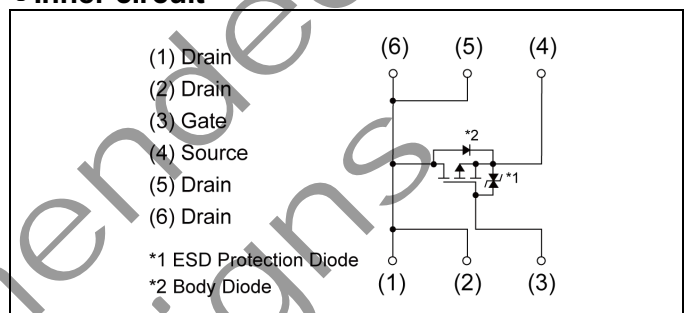 Inner circuit
(1) Drain
(2) Drain
(3) Gate
(4) Source
(5) Drain
(6) Drain
*1 ESD Protection Diode
*2 Body Diode
(6) (5) (4)
*2
*1
(1) (2) (3)